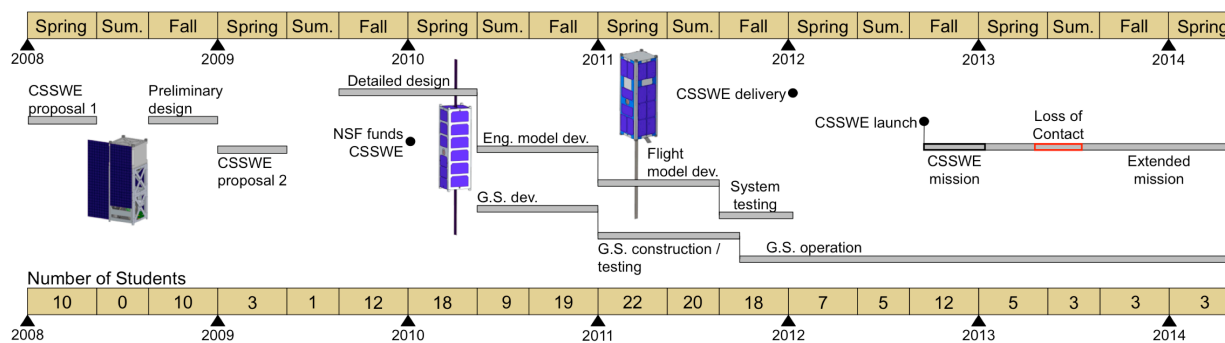 Spring Sum. Fall Spring Sum. Fall Spring Sum. Fall Spring Sum. Fall Spring Sum. Fall Spring Sum. Fall Spring
2008 2009 2010 2011 2012 2013 2014
CSSWE
proposal 1
Preliminary
design
CSSWE
proposal 2
Detailed design
NSF funds
CSSWE
Eng. model dev.
G.S. dev.
Flight
model dev.
System
testing
G.S. construction /
testing
G.S. operation
CSSWE delivery
CSSWE launch
CSSWE
mission
Loss of
Contact
Extended
mission
Number of Students
10 0 10 3 1 12 18 9 19 22 20 18 7 5 12 5 3 3 3
2008 2009 2010 2011 2012 2013 2014